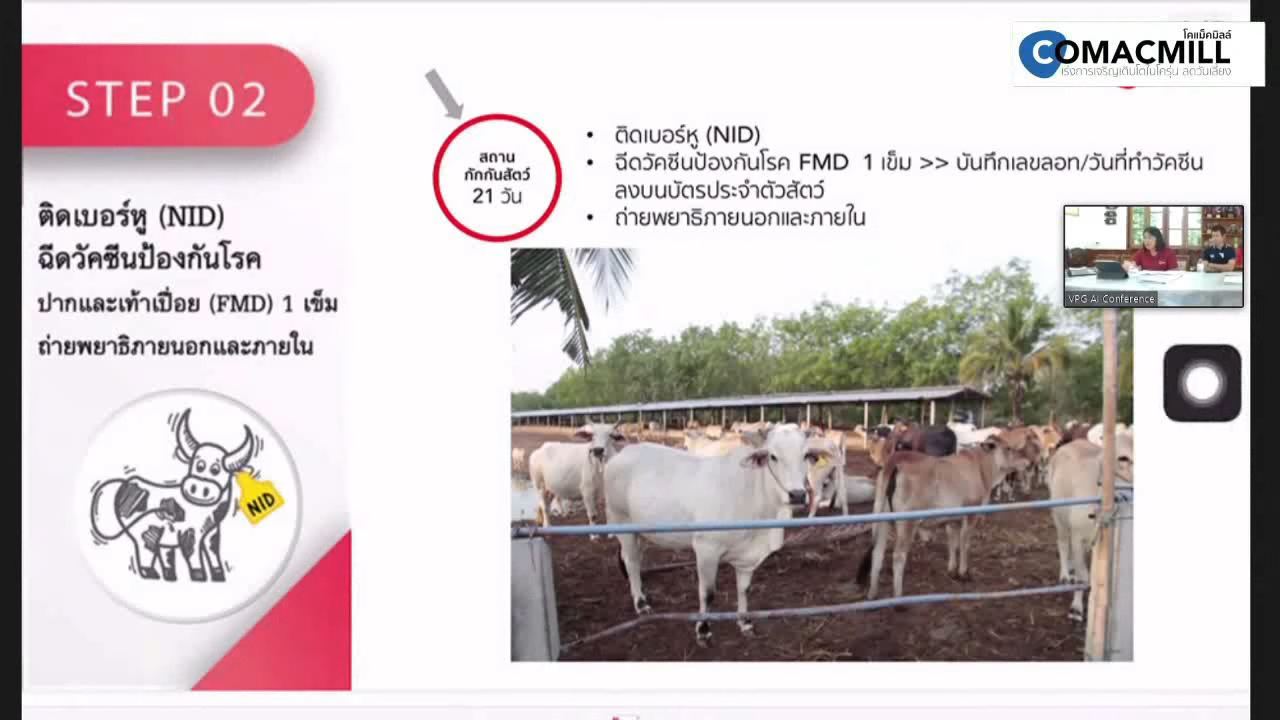 โคแม็คมิลล์
COMACMILL
เร่งการเจริญเติบโตในโครุ่น ลดวันเลี้ยง
STEP 02
ติดเบอร์หู (NID)
ฉีดวัคซีนป้องกันโรค
ปากและเท้าเปื่อย (FMD) 1 เข็ม
ถ่ายพยาธิภายนอกและภายใน
NID
สถาน
กักกันสัตว์
21 วัน
• ติดเบอร์หู (NID)
• ฉีดวัคซีนป้องกันโรค FMD 1 เข็ม >> บันทึกเลขลอท/วันที่ทำวัคซีน
ลงบนบัตรประจำตัวสัตว์
• ถ่ายพยาธิภายนอกและภายใน
VPG AI Conference